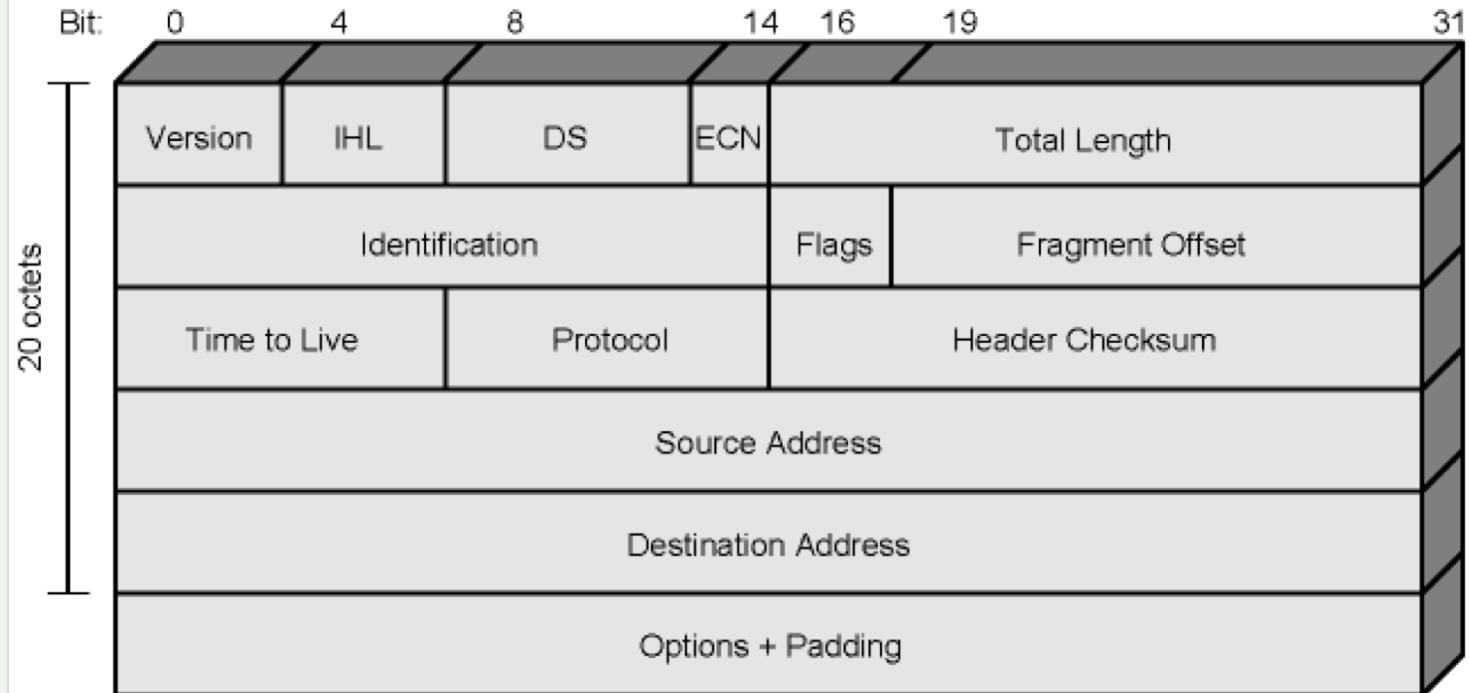 Bit: 0 4 8 14 16 19 31
Version IHL DS ECN Total Length
Identification Flags Fragment Offset
Time to Live Protocol Header Checksum
Source Address
Destination Address
Options + Padding
20 octets